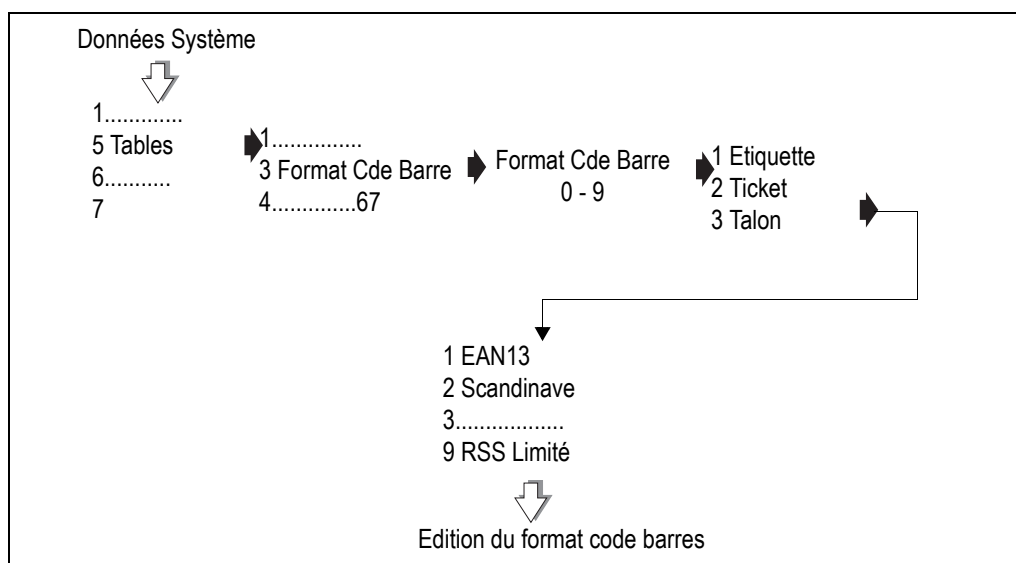 Données Système
1.............
5 Tables
6...........
7
1...............
3 Format Cde Barre
4..............67
Format Cde Barre
0 - 9
1 Etiquette
2 Ticket
3 Talon
1 EAN13
2 Scandinave
3..................
9 RSS Limité
Edition du format code barres